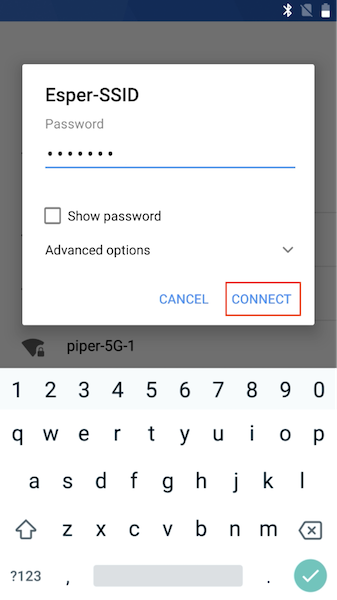 Esper-SSID
Password
•••••••
Show password
Advanced options
CANCEL CONNECT
piper-5G-1
1 2 3 4 5 6 7 8 9 0
q w e r t y u i o p
a s d f g h j k l
z x c v b n m
?123 , .